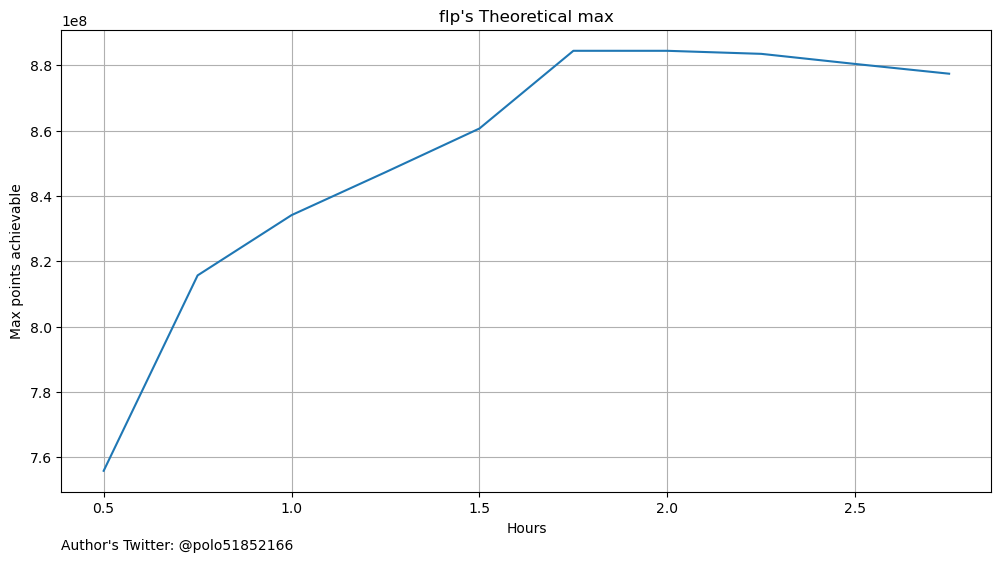 flp's Theoretical max
1e8
8.8
8.6
8.4
8.2
8.0
7.8
7.6
Max points achievable
0.5 1.0 1.5 2.0 2.5
Hours
Author's Twitter: @polo51852166